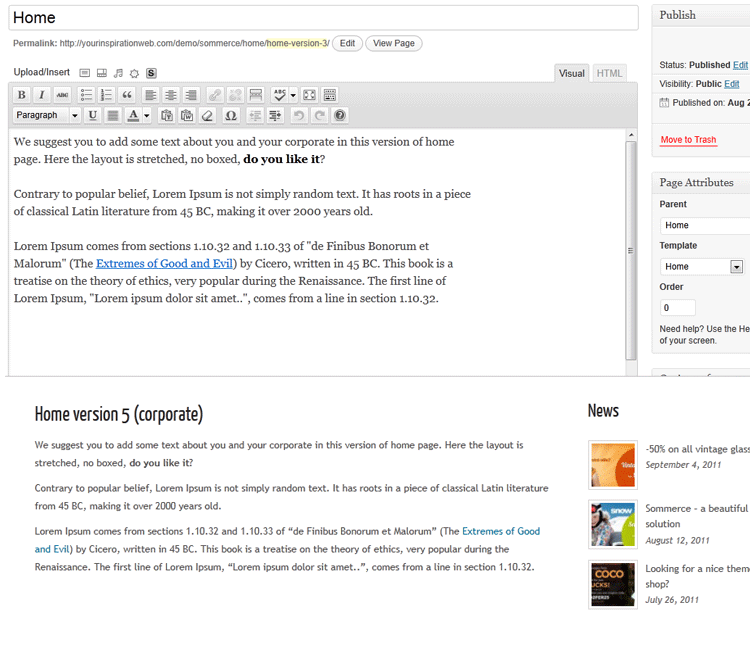 Home
Permalink: http://yourinspirationweb.com/demo/sommerce/home/home-version-3/ Edit View Page
Upload/Insert S Visual HTML
B I ABC ABC
Paragraph U A
We suggest you to add some text about you and your corporate in this version of home
page. Here the layout is stretched, no boxed, do you like it?
Contrary to popular belief, Lorem Ipsum is not simply random text. It has roots in a piece
of classical Latin literature from 45 BC, making it over 2000 years old.
Lorem Ipsum comes from sections 1.10.32 and 1.10.33 of "de Finibus Bonorum et
Malorum" (The Extremes of Good and Evil) by Cicero, written in 45 BC. This book is a
treatise on the theory of ethics, very popular during the Renaissance. The first line of
Lorem Ipsum, "Lorem ipsum dolor sit amet..", comes from a line in section 1.10.32.
Publish
Status: Published Edit
Visibility: Public Edit
Published on: Aug 2
Move to Trash
Page Attributes
Parent
Home
Template
Home
Order
0
Need help? Use the He
of your screen.
Home version 5 (corporate)
We suggest you to add some text about you and your corporate in this version of home page. Here the layout is
stretched, no boxed, do you like it?
Contrary to popular belief, Lorem Ipsum is not simply random text. It has roots in a piece of classical Latin literature
from 45 BC, making it over 2000 years old.
Lorem Ipsum comes from sections 1.10.32 and 1.10.33 of “de Finibus Bonorum et Malorum” (The Extremes of Good
and Evil) by Cicero, written in 45 BC. This book is a treatise on the theory of ethics, very popular during the
Renaissance. The first line of Lorem Ipsum, “Lorem ipsum dolor sit amet..”, comes from a line in section 1.10.32.
News
-50% on all vintage glass
September 4, 2011
snow
Sommerce - a beautiful
solution
August 12, 2011
COCO
Looking for a nice theme
shop?
July 26, 2011